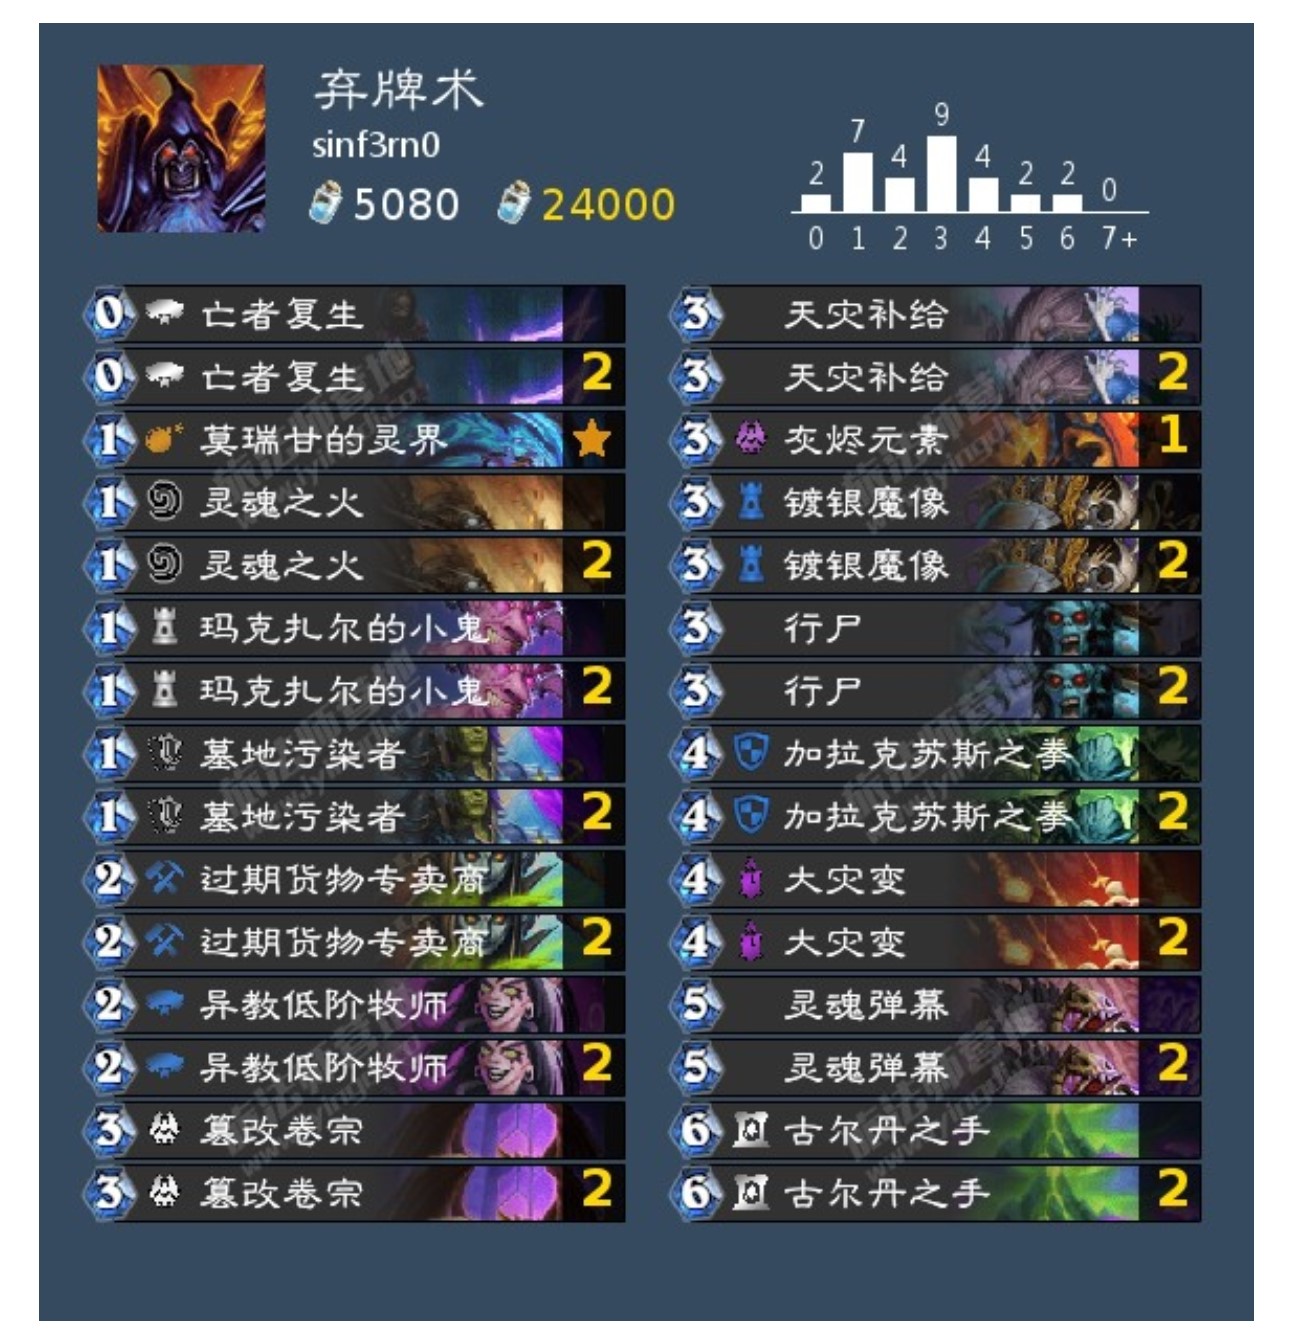 弃牌术
sinf3rn0
5080 24000
9
7
4 4
2 2 2
0
0 1 2 3 4 5 6 7+
0 亡者复生
0 亡者复生 2
1 莫瑞甘的灵界
1 灵魂之火
1 灵魂之火 2
1 玛克扎尔的小鬼
1 玛克扎尔的小鬼 2
1 墓地污染者
1 墓地污染者 2
2 过期货物专卖商
2 过期货物专卖商 2
2 异教低阶牧师
2 异教低阶牧师 2
3 篡改卷宗
3 篡改卷宗 2
3 天灾补给
3 天灾补给 2
3 灰烬元素 1
3 镀银魔像
3 镀银魔像 2
3 行尸
3 行尸 2
4 加拉克苏斯之拳
4 加拉克苏斯之拳 2
4 大灾变
4 大灾变 2
5 灵魂弹幕
5 灵魂弹幕 2
6 古尔丹之手
6 古尔丹之手 2